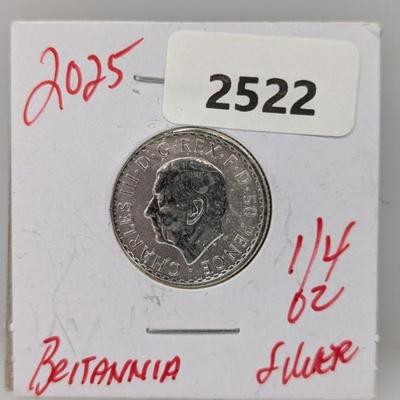 2025
2522
CHARLES III · D · G · REX · F · D · 50 PENCE ·
1/4
OZ
BRITANNIA
SILVER